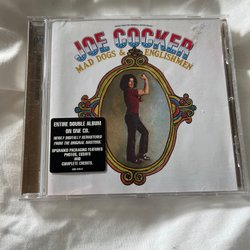 JOE COCKER
MAD DOGS & ENGLISHMEN
ENTIRE DOUBLE ALBUM
ON ONE CD.
NEWLY DIGITALLY REMASTERED
FROM THE ORIGINAL MASTERS.
UPGRADED PACKAGING FEATURES
PHOTOS, ESSAYS
AND
COMPLETE CREDITS.